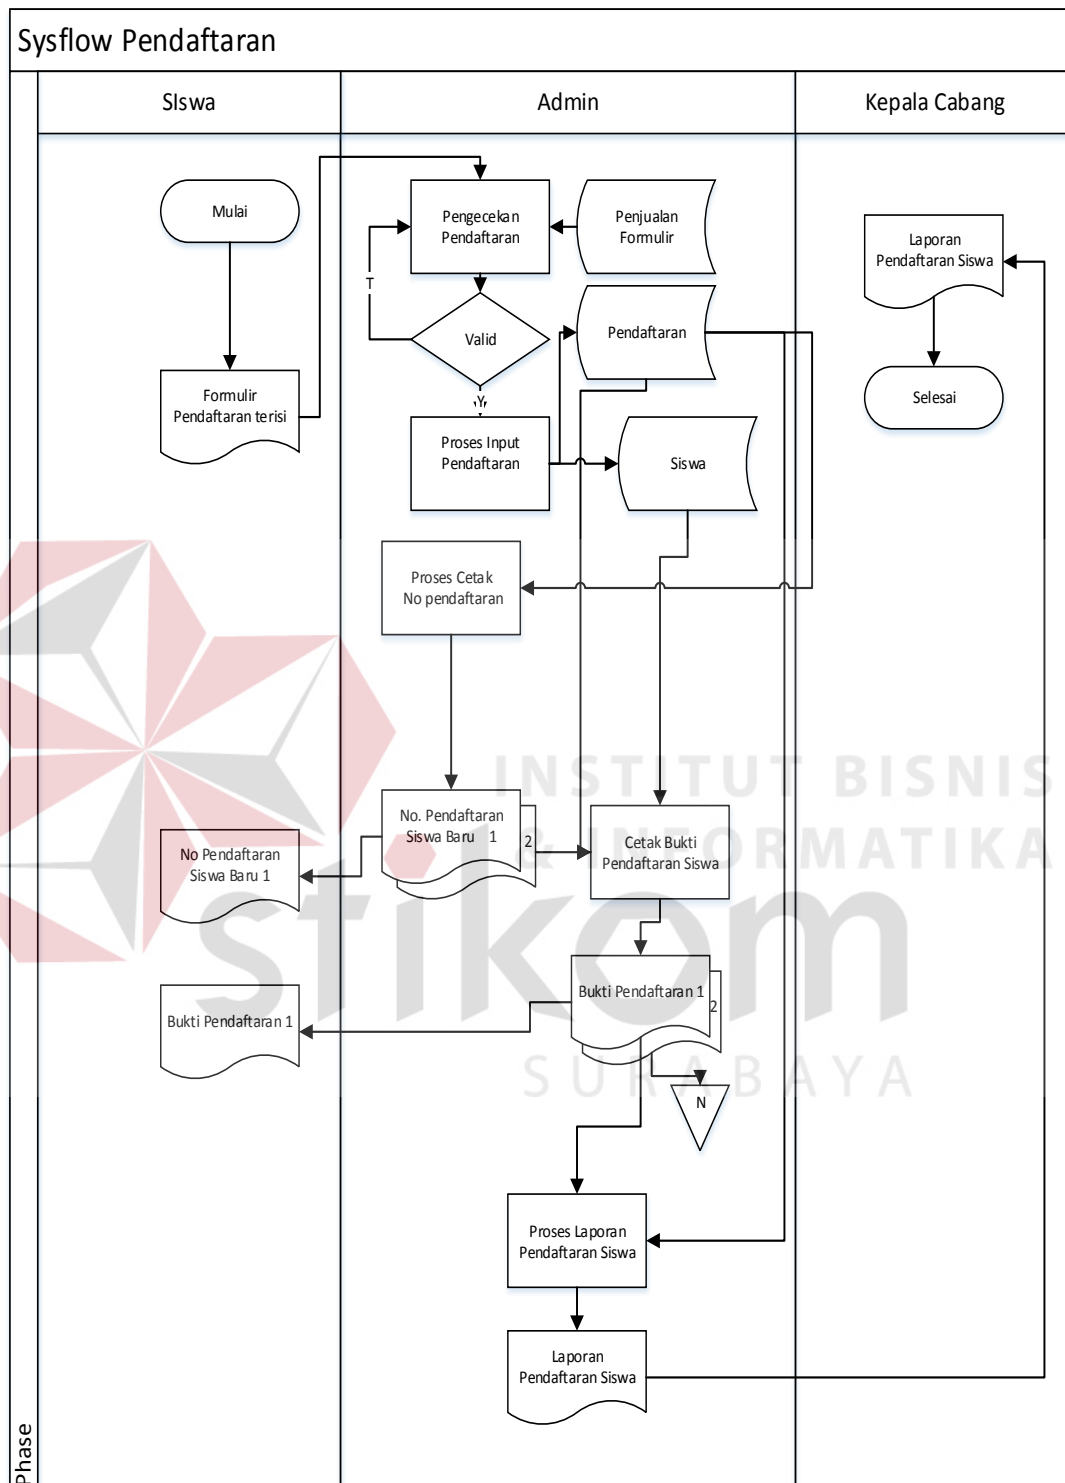 Sysflow Pendaftaran
SIswa
Admin
Kepala Cabang
Mulai
Pengecekan
Pendaftaran
Penjualan
Formulir
Laporan
Pendaftaran Siswa
T
Valid
Pendaftaran
Selesai
Formulir
Pendaftaran terisi
Y
Proses Input
Pendaftaran
Siswa
Proses Cetak
No pendaftaran
INSTITUT BISNIS
& INFORMATIKA
stikom
SURABAYA
No. Pendaftaran
Siswa Baru 1
2
Cetak Bukti
Pendaftaran Siswa
No Pendaftaran
Siswa Baru 1
Bukti Pendaftaran 1
2
Bukti Pendaftaran 1
N
Proses Laporan
Pendaftaran Siswa
Laporan
Pendaftaran Siswa
Phase